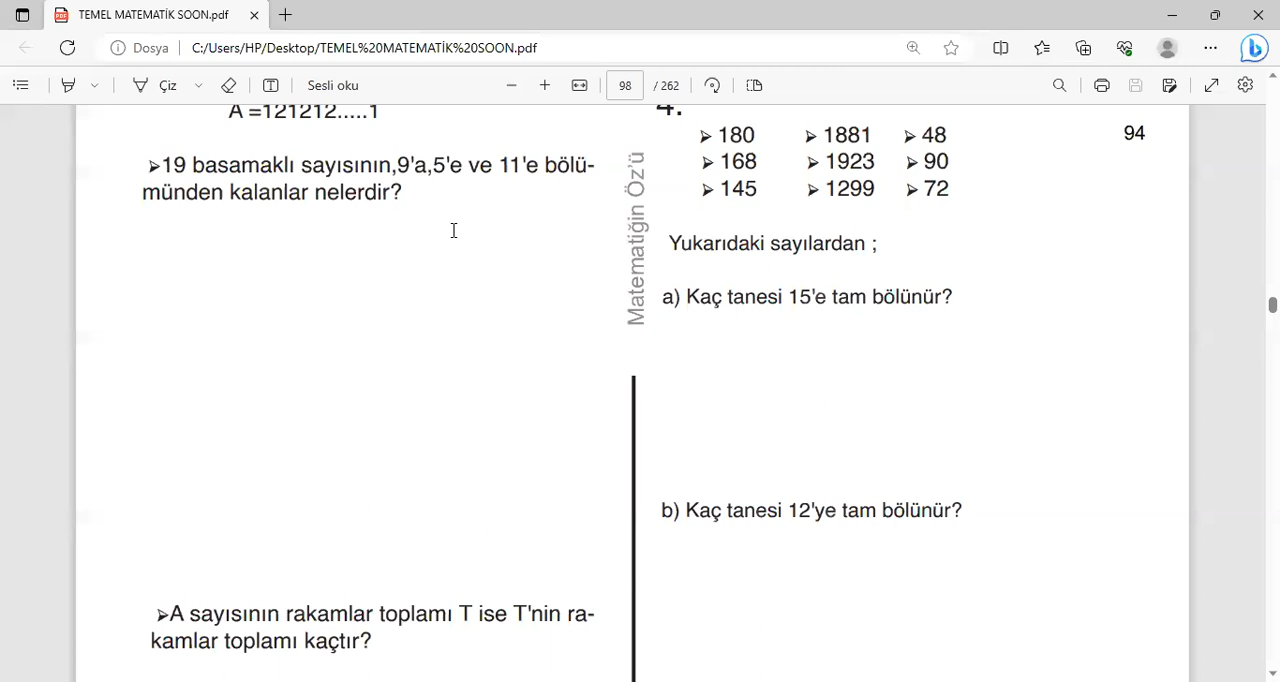 TEMEL MATEMATİK SOON.pdf
Dosya
C:/Users/HP/Desktop/TEMEL%20MATEMATİK%20SOON.pdf
Çiz
Sesli oku
98
/ 262
A =121212.....1
➢19 basamaklı sayısının,9'a,5'e ve 11'e bölü-
münden kalanlar nelerdir?
➢A sayısının rakamlar toplamı T ise T'nin ra-
kamlar toplamı kaçtır?
Matematiğin Öz'ü
4.
94
➢ 180 ➢ 1881 ➢ 48
➢ 168 ➢ 1923 ➢ 90
➢ 145 ➢ 1299 ➢ 72
Yukarıdaki sayılardan ;
a) Kaç tanesi 15'e tam bölünür?
b) Kaç tanesi 12'ye tam bölünür?